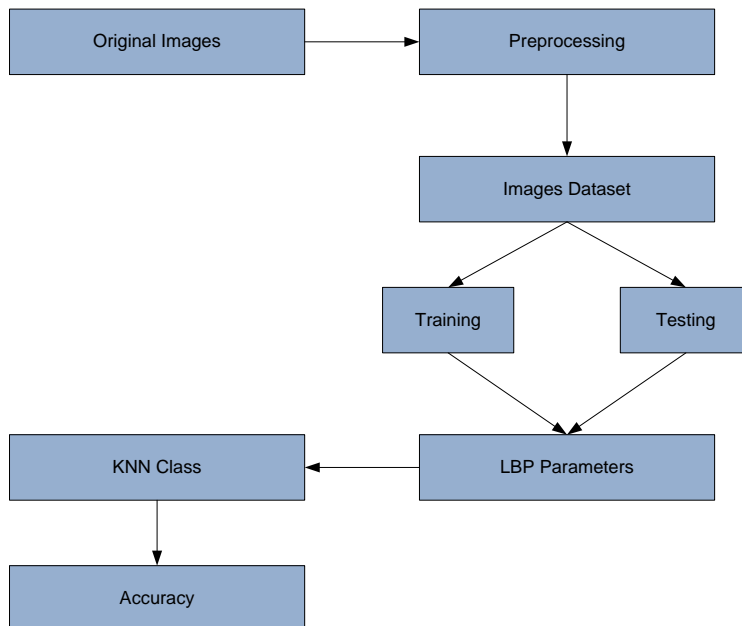 Original Images
Preprocessing
Images Dataset
Training
Testing
KNN Class
LBP Parameters
Accuracy